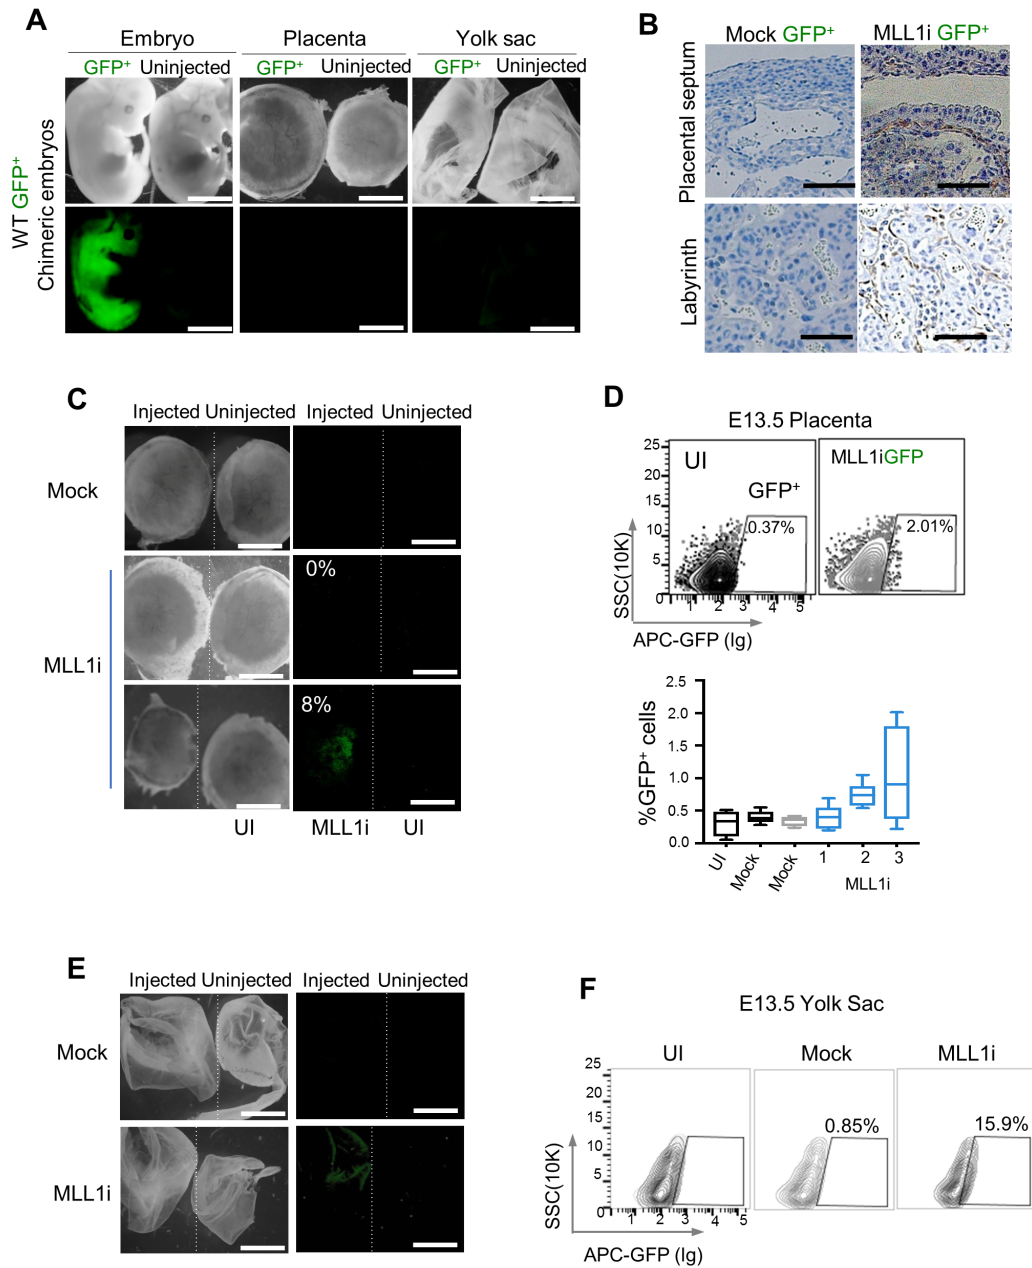 A
Embryo Placenta Yolk sac
GFP+ Uninjected GFP+ Uninjected GFP+ Uninjected
WT GFP+
Chimeric embryos
B
Mock GFP+ MLL1i GFP+
Placental septum
Labyrinth
C
Injected Uninjected Injected Uninjected
Mock
MLL1i
0%
8%
UI MLL1i UI
D
E13.5 Placenta
UI
MLL1iGFP
GFP+
0.37%
2.01%
25
20
15
10
5
0
1 2 3 4 5
SSC(10K)
APC-GFP (lg)
2.5
2.0
1.5
1.0
0.5
0.0
%GFP+ cells
UI Mock Mock 1 2 3
MLL1i
E
Injected Uninjected Injected Uninjected
Mock
MLL1i
F
E13.5 Yolk Sac
UI Mock MLL1i
25
20
15
10
5
0
0.85%
15.9%
1 2 3 4 5
SSC(10K)
APC-GFP (lg)